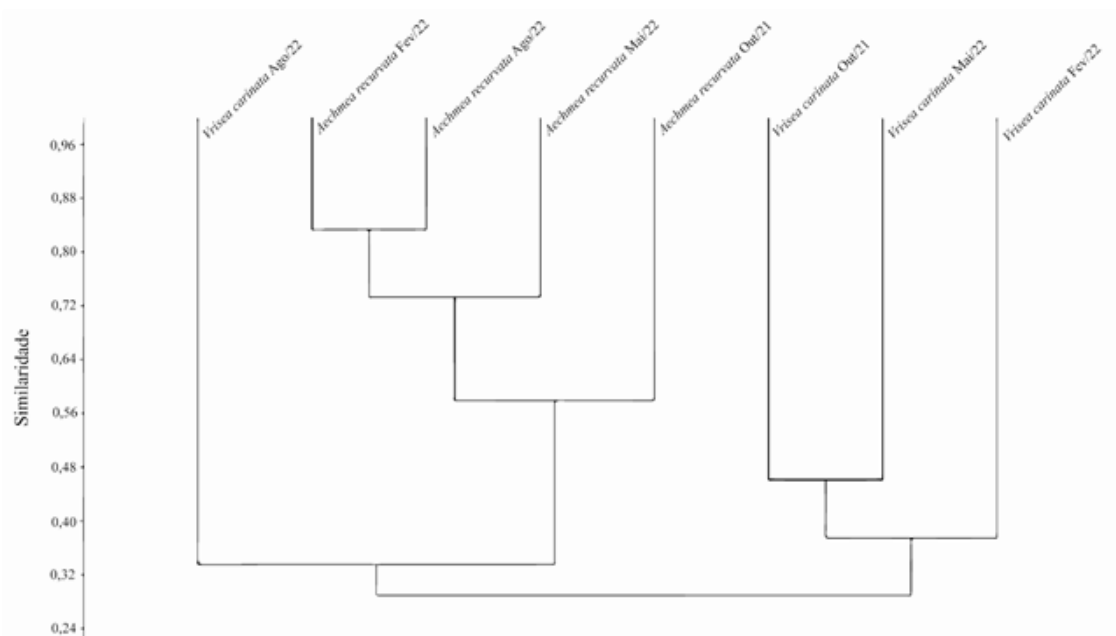 Vrisea carinata Ago/22
Aechmea recurvata Fev/22
Aechmea recurvata Ago/22
Aechmea recurvata Mai/22
Aechmea recurvata Out/21
Vrisea carinata Out/21
Vrisea carinata Mai/22
Vrisea carinata Fev/22
0,96
0,88
0,80
0,72
0,64
0,56
0,48
0,40
0,32
0,24
Similaridade